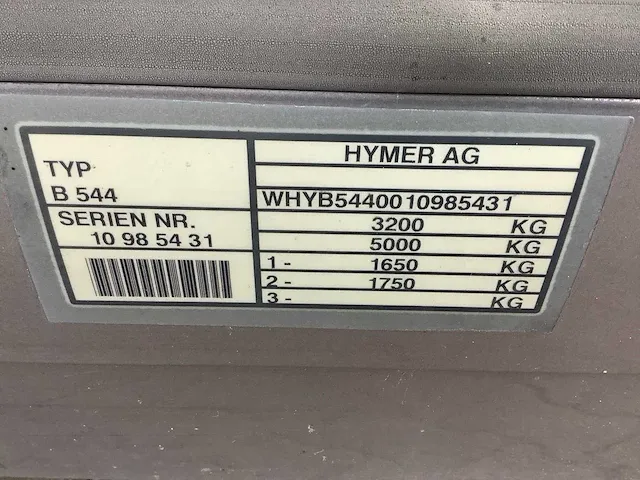 TYP
B 544
SERIEN NR.
10 98 54 31
HYMER AG
WHYB5440010985431
3200 KG
5000 KG
1 - 1650 KG
2 - 1750 KG
3 - KG